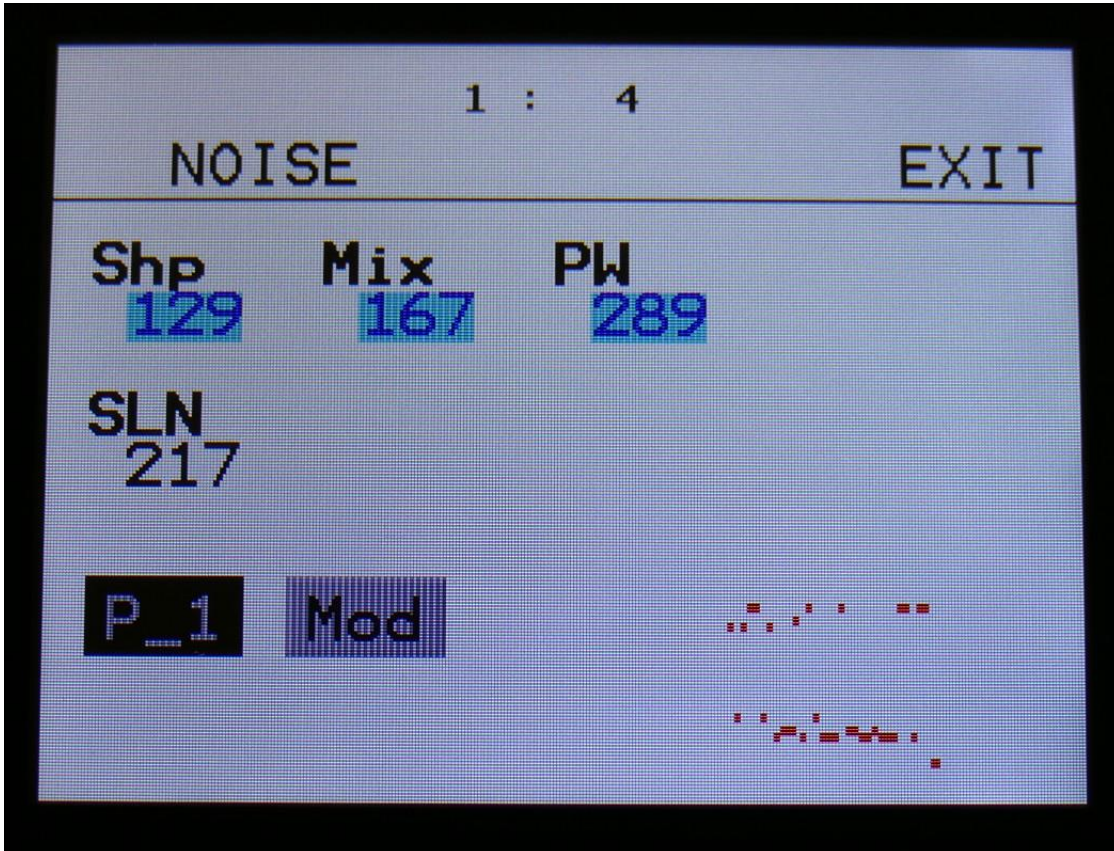 1 : 4
NOISE EXIT
Shp Mix PW
129 167 289
SLN
217
P_1 Mod